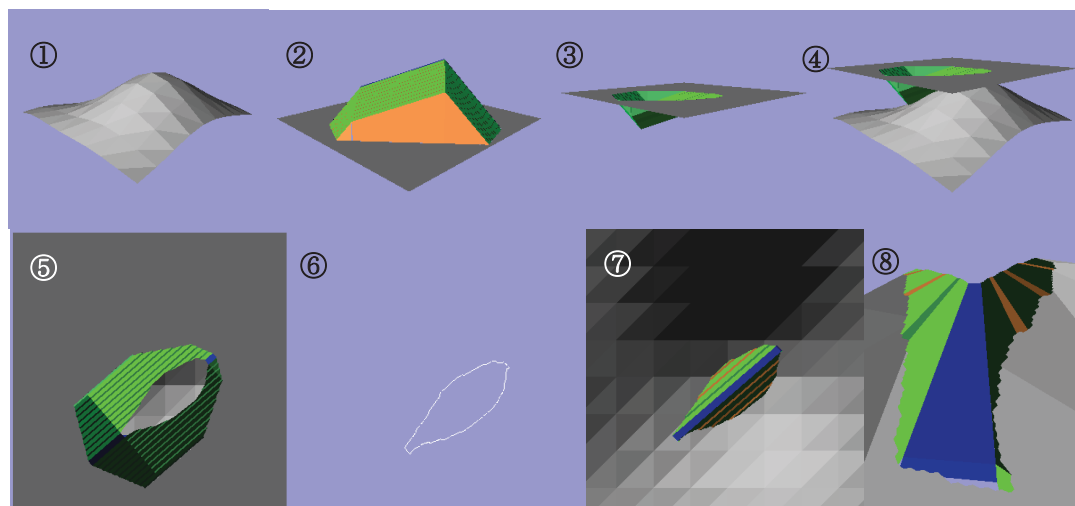 ① ② ③ ④
⑤ ⑥ ⑦ ⑧